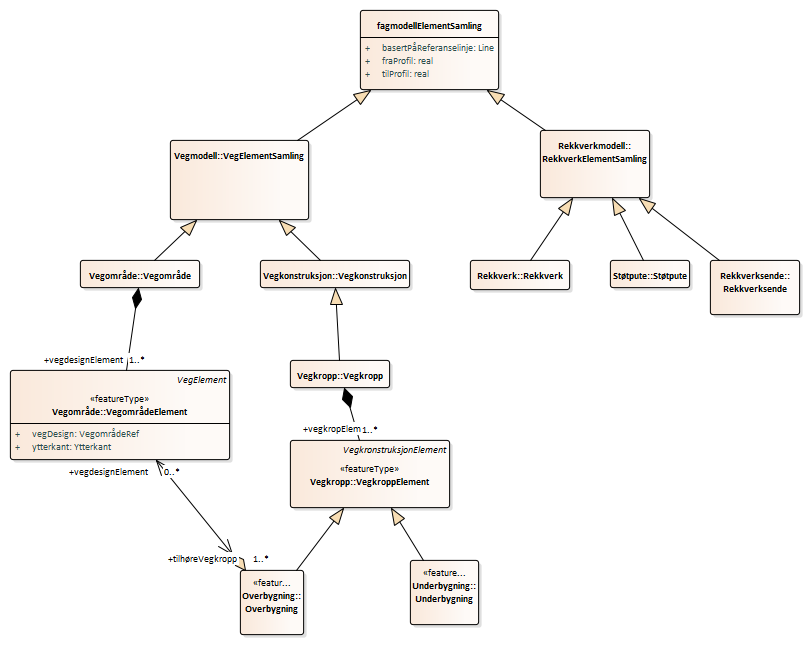 fagmodellElementSamling
+ basertPåReferanselinje: Line
+ fraProfil: real
+ tilProfil: real
Vegmodell::VegElementSamling
Rekkverkmodell::
RekkverkElementSamling
Vegområde::Vegområde
Vegkonstruksjon::Vegkonstruksjon
Rekkverk::Rekkverk
Støtpute::Støtpute
Rekkverksende::
Rekkverksende
+vegdesignElement 1..*
VegElement
«featureType»
Vegområde::VegområdeElement
+ vegDesign: VegområdeRef
+ ytterkant: Ytterkant
Vegkropp::Vegkropp
+vegkropElem 1..*
VegkronstruksjonElement
«featureType»
Vegkropp::VegkroppElement
+vegdesignElement 0..*
+tilhøreVegkropp 1..*
«featur...
Overbygning::
Overbygning
«feature...
Underbygning::
Underbygning